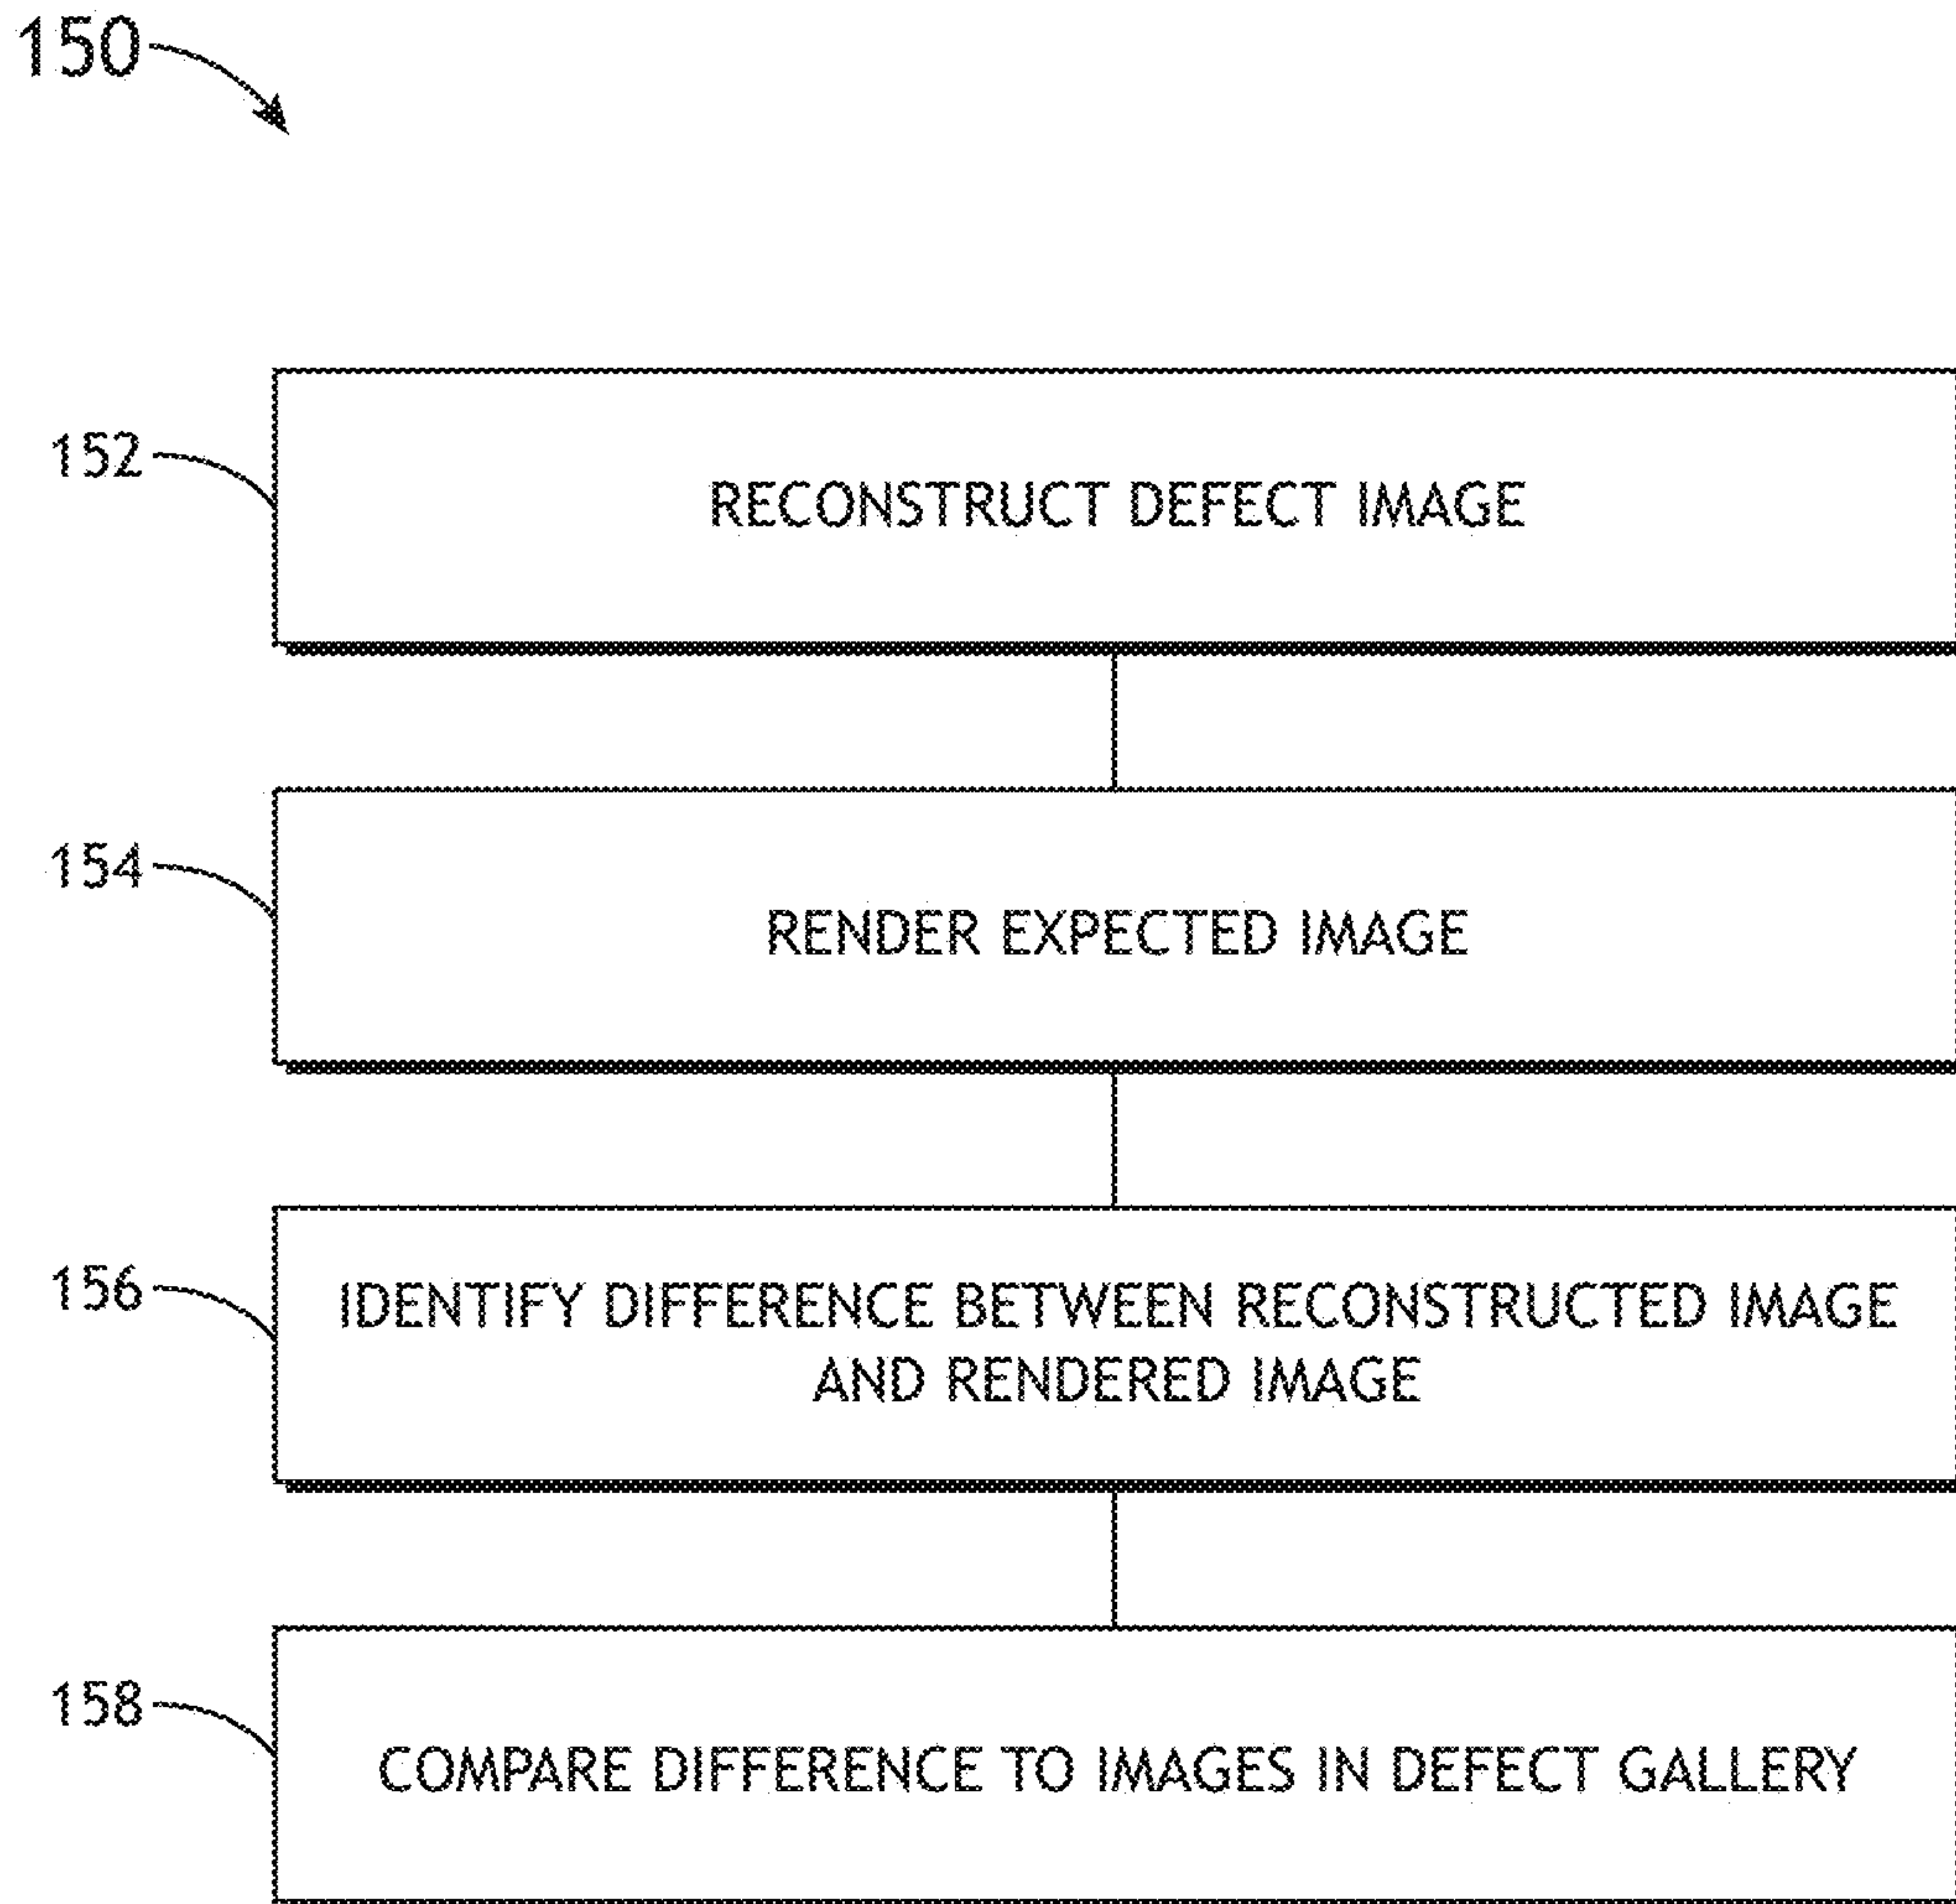 150
152
RECONSTRUCT DEFECT IMAGE
154
RENDER EXPECTED IMAGE
156
IDENTIFY DIFFERENCE BETWEEN RECONSTRUCTED IMAGE
AND RENDERED IMAGE
158
COMPARE DIFFERENCE TO IMAGES IN DEFECT GALLERY